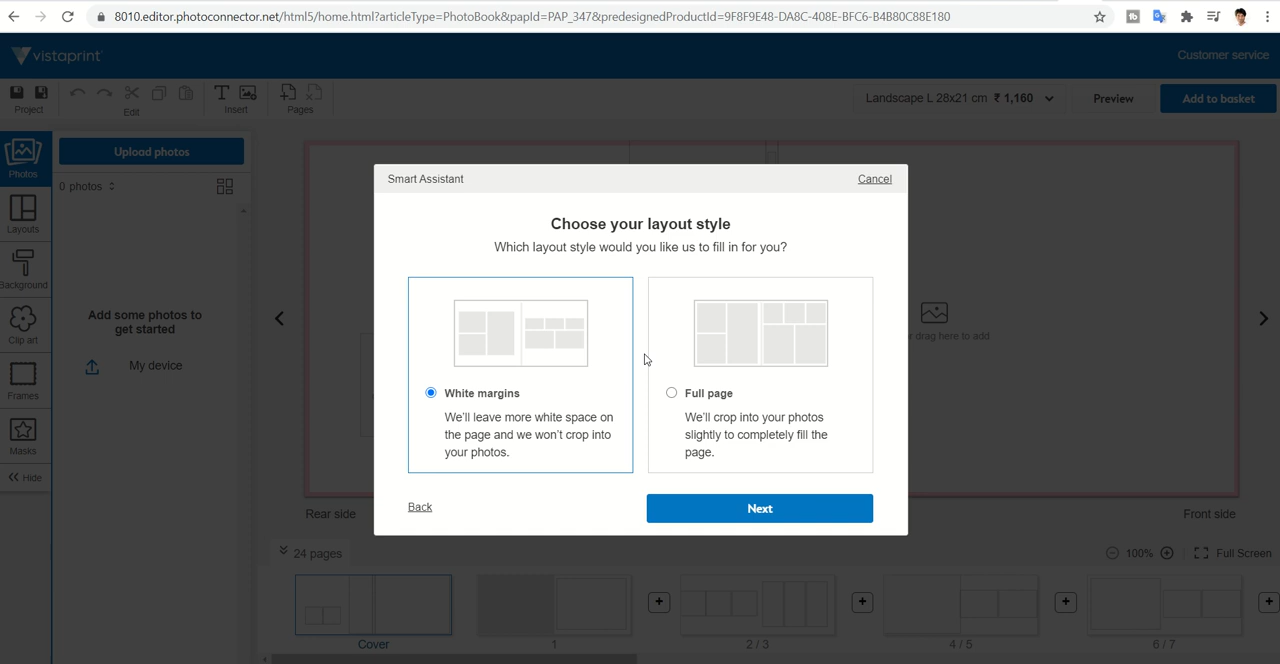 8010.editor.photoconnector.net/html5/home.html?articleType=PhotoBook&papId=PAP_347&predesignedProductId=9F8F9E48-DA8C-408E-BFC6-B4B80C88E180
vistaprint
Customer service
Project
Edit
Insert
Pages
Landscape L 28x21 cm ₹ 1,160
Preview
Add to basket
Photos
Upload photos
0 photos
Layouts
Background
Clip art
Frames
Masks
Hide
Add some photos to
get started
My device
Smart Assistant
Cancel
Choose your layout style
Which layout style would you like us to fill in for you?
White margins
We'll leave more white space on
the page and we won't crop into
your photos.
Full page
We'll crop into your photos
slightly to completely fill the
page.
Back
Next
drag here to add
Rear side
Front side
24 pages
100%
Full Screen
Cover
1
2 / 3
4 / 5
6 / 7